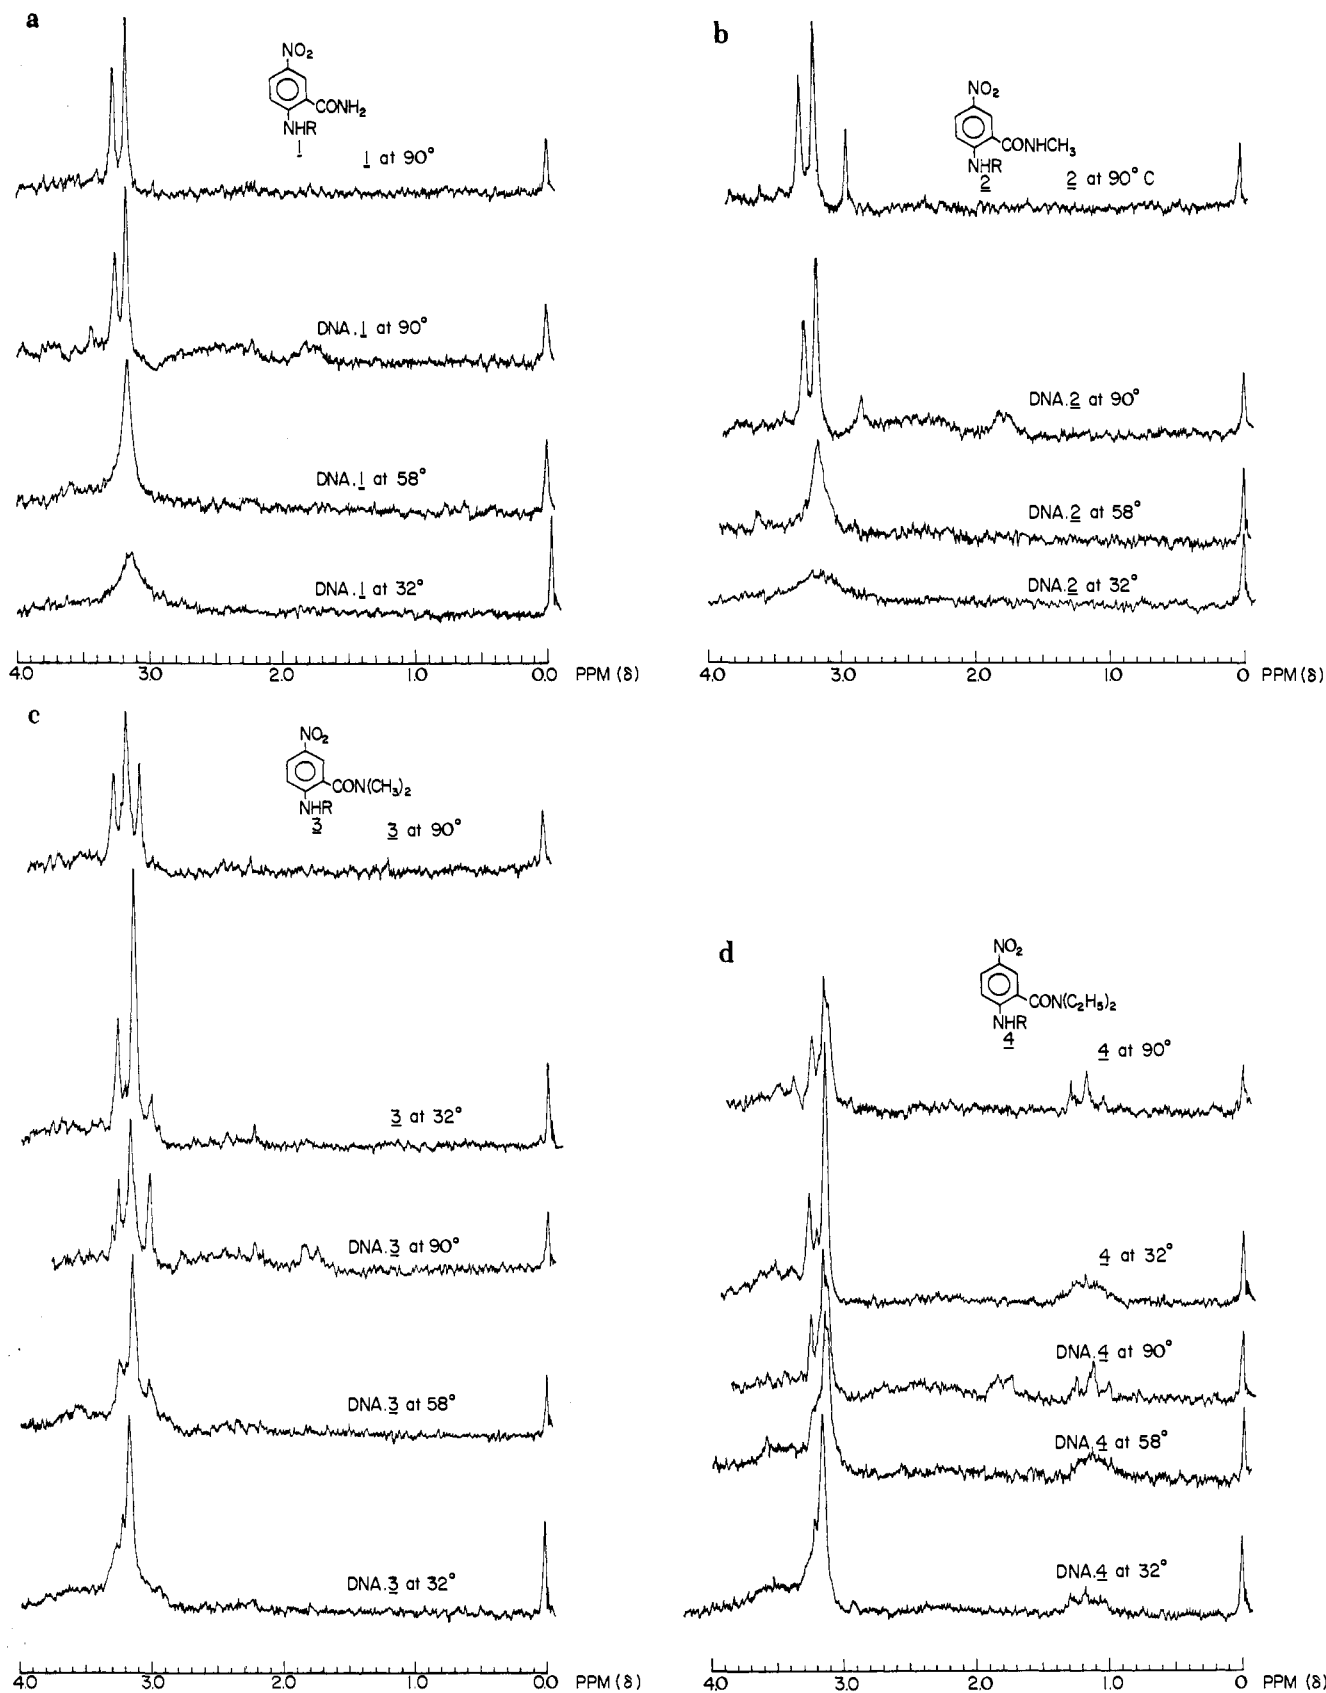 a
NO₂
CONH₂
NHR
1
1 at 90°
DNA.1 at 90°
DNA.1 at 58°
DNA.1 at 32°
4.0 3.0 2.0 1.0 0.0 PPM (δ)
b
NO₂
CONHCH₃
NHR
2
2 at 90° C
DNA.2 at 90°
DNA.2 at 58°
DNA.2 at 32°
4.0 3.0 2.0 1.0 0 PPM (δ)
c
NO₂
CON(CH₃)₂
NHR
3
3 at 90°
3 at 32°
DNA.3 at 90°
DNA.3 at 58°
DNA.3 at 32°
4.0 3.0 2.0 1.0 0.0 PPM (δ)
d
NO₂
CON(C₂H₅)₂
NHR
4
4 at 90°
4 at 32°
DNA.4 at 90°
DNA.4 at 58°
DNA.4 at 32°
4.0 3.0 2.0 1.0 0 PPM (δ)